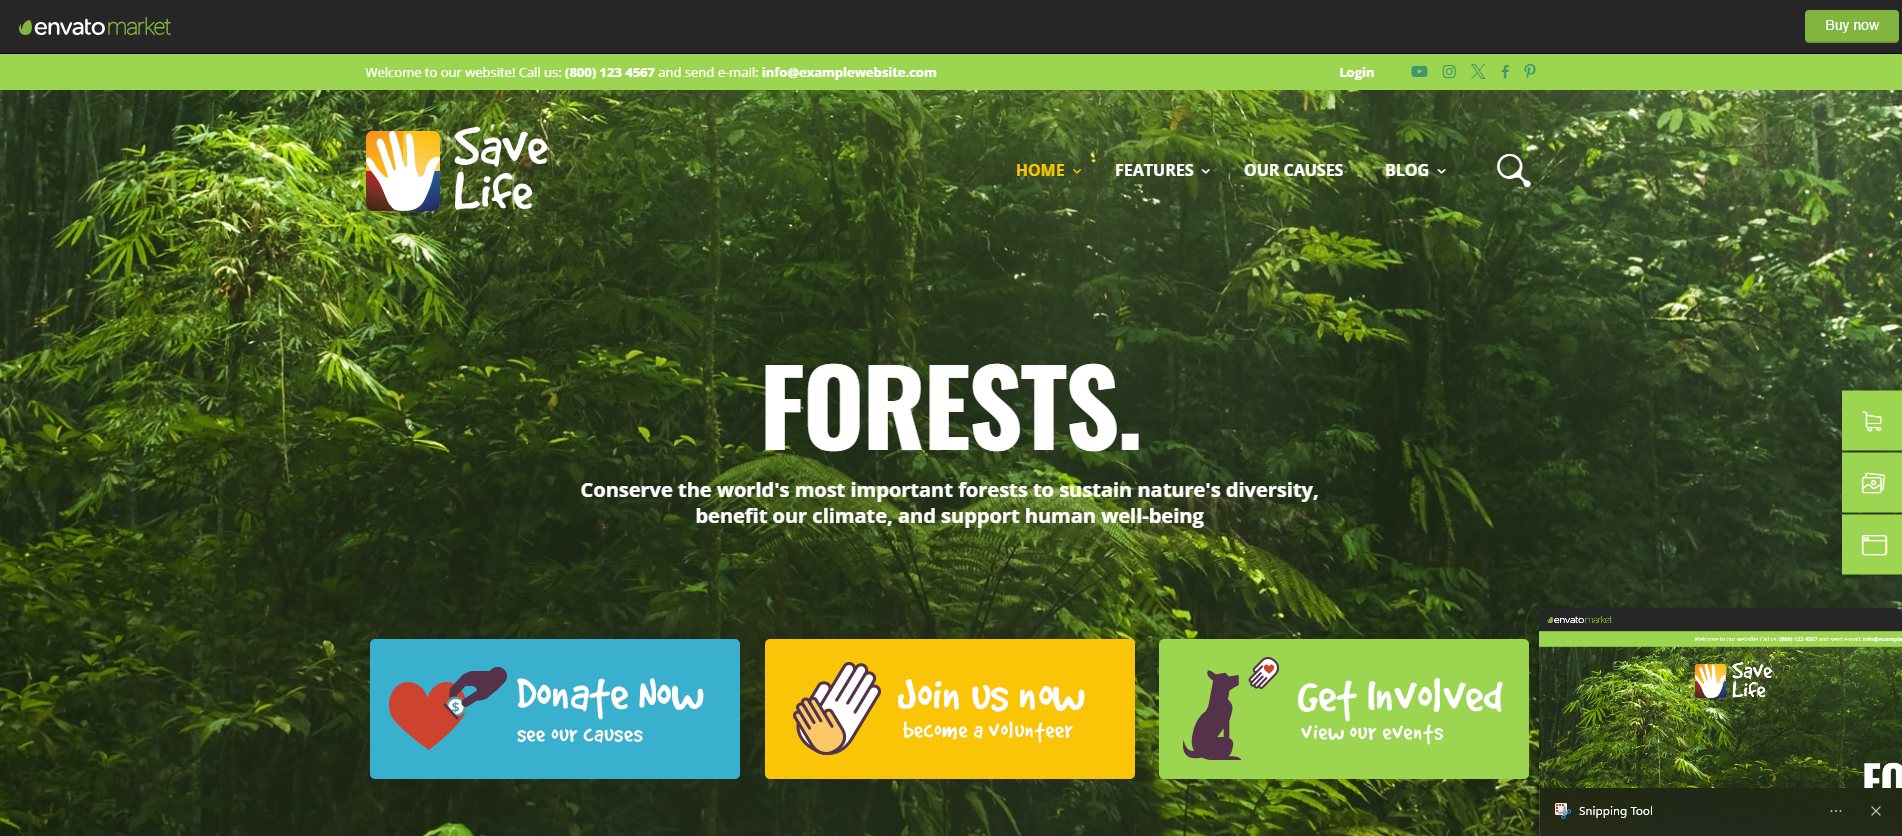 envatomarket
Buy now
Welcome to our website! Call us: (800) 123 4567 and send e-mail: info@examplewebsite.com
Login
Save
Life
HOME
FEATURES
OUR CAUSES
BLOG
FORESTS.
Conserve the world's most important forests to sustain nature's diversity,
benefit our climate, and support human well-being
Donate Now
see our causes
$
Join us now
become a volunteer
Get Involved
view our events
envatomarket
Welcome to our website! Call us: (800) 123 4567 and send e-mail: info@example
Save
Life
FO
Snipping Tool